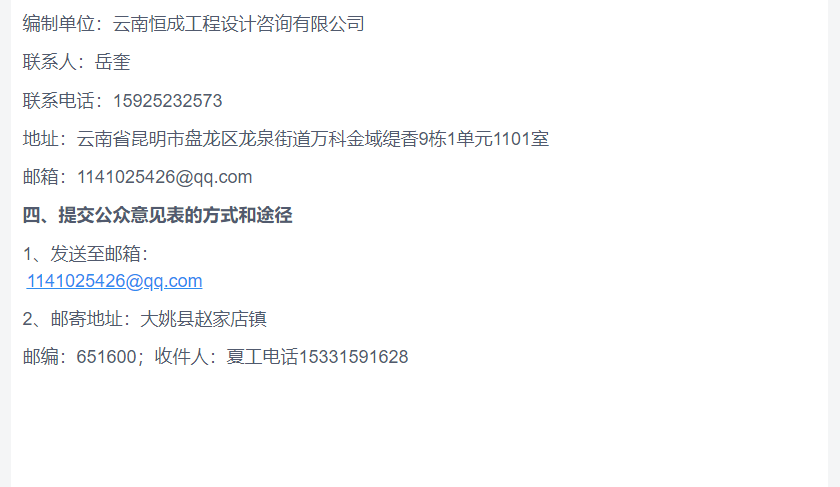 编制单位：云南恒成工程设计咨询有限公司
联系人：岳奎
联系电话：15925232573
地址：云南省昆明市盘龙区龙泉街道万科金域缇香9栋1单元1101室
邮箱：1141025426@qq.com
四、提交公众意见表的方式和途径
1、发送至邮箱：
1141025426@qq.com
2、邮寄地址：大姚县赵家店镇
邮编：651600；收件人：夏工电话15331591628